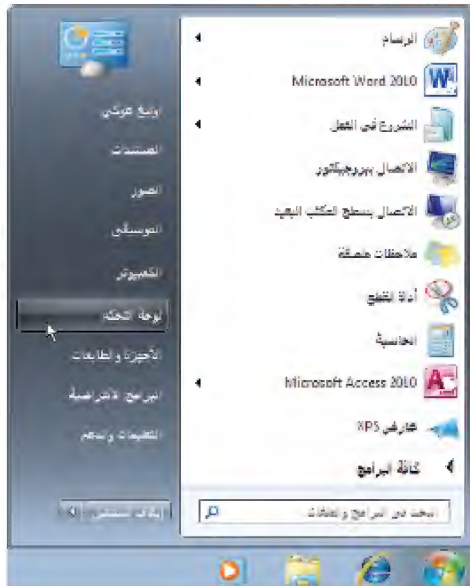 الرسام
Microsoft Word 2010
الشروع في العمل
الاتصال ببروجيكتور
الاتصال بسطح المكتب البعيد
ملاحظات ملصقة
أداة القطع
الحاسبة
Microsoft Access 2010
عارض XPS
كافة البرامج
البحث في البرامج والملفات
المستندات
الصور
الموسيقى
الكمبيوتر
لوحة التحكم
الأجهزة والطابعات
البرامج الافتراضية
التعليمات والدعم
إيقاف التشغيل